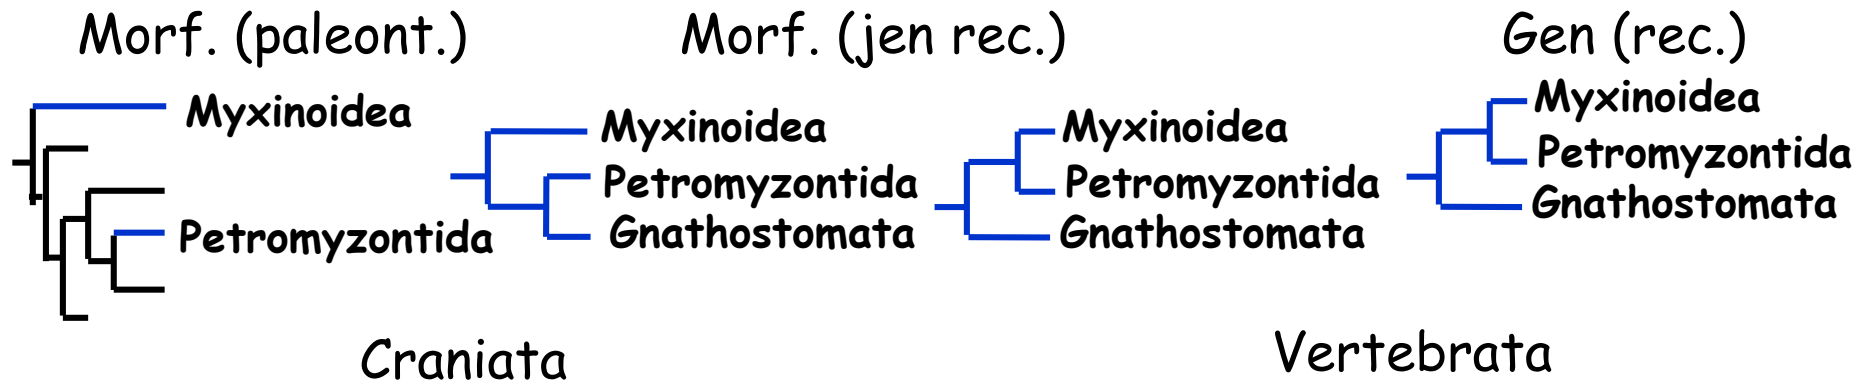 Morf. (paleont.)
Morf. (jen rec.)
Gen (rec.)
Myxinoidea
Petromyzontida
Myxinoidea
Petromyzontida
Gnathostomata
Myxinoidea
Petromyzontida
Gnathostomata
Myxinoidea
Petromyzontida
Gnathostomata
Craniata
Vertebrata